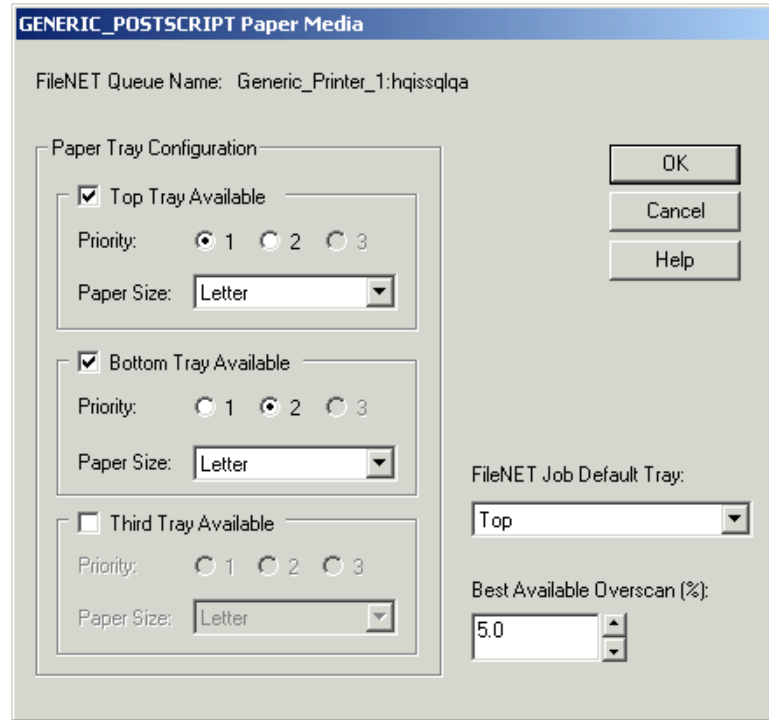 GENERIC_POSTSCRIPT Paper Media
FileNET Queue Name: Generic_Printer_1:hqissqlqa
Paper Tray Configuration
Top Tray Available
Priority: 1 2 3
Paper Size: Letter
Bottom Tray Available
Priority: 1 2 3
Paper Size: Letter
Third Tray Available
Priority: 1 2 3
Paper Size: Letter
OK
Cancel
Help
FileNET Job Default Tray:
Top
Best Available Overscan (%):
5.0